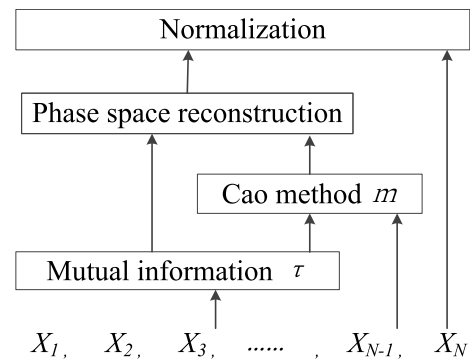 Normalization
Phase space reconstruction
Cao method m
Mutual information τ
X1, X2, X3, ...... , XN-1, XN